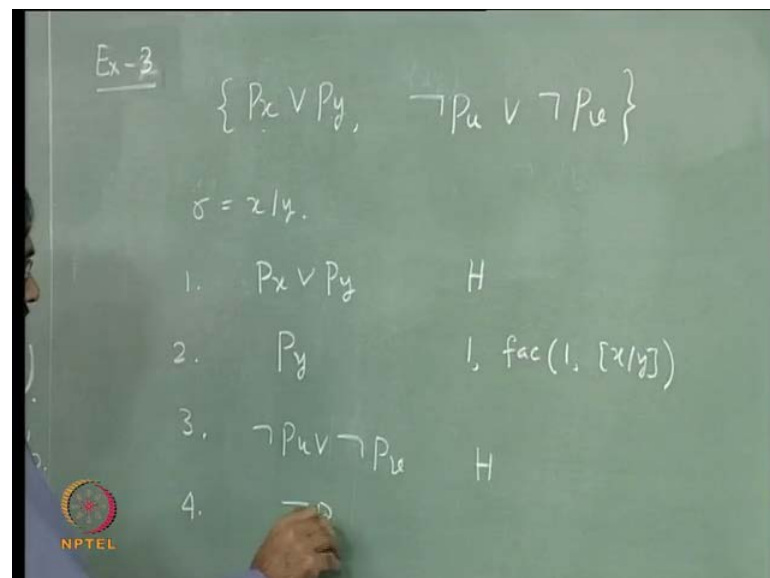 Ex-3
{ Px ∨ Py, ¬Pu ∨ ¬Pv }
σ = x/y.
1. Px ∨ Py H
2. Py 1, fac(1, [x/y])
3. ¬Pu ∨ ¬Pv H
4. ¬P
NPTEL